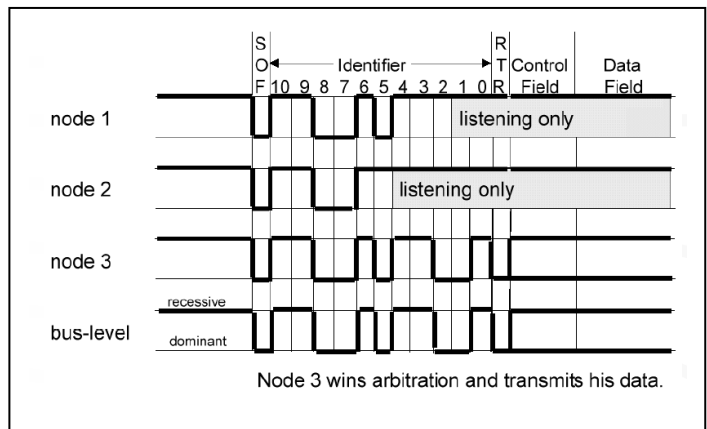 S O F
Identifier
R T R
Control Field
Data Field
10 9 8 7 6 5 4 3 2 1 0
node 1
listening only
node 2
listening only
node 3
recessive
bus-level
dominant
Node 3 wins arbitration and transmits his data.